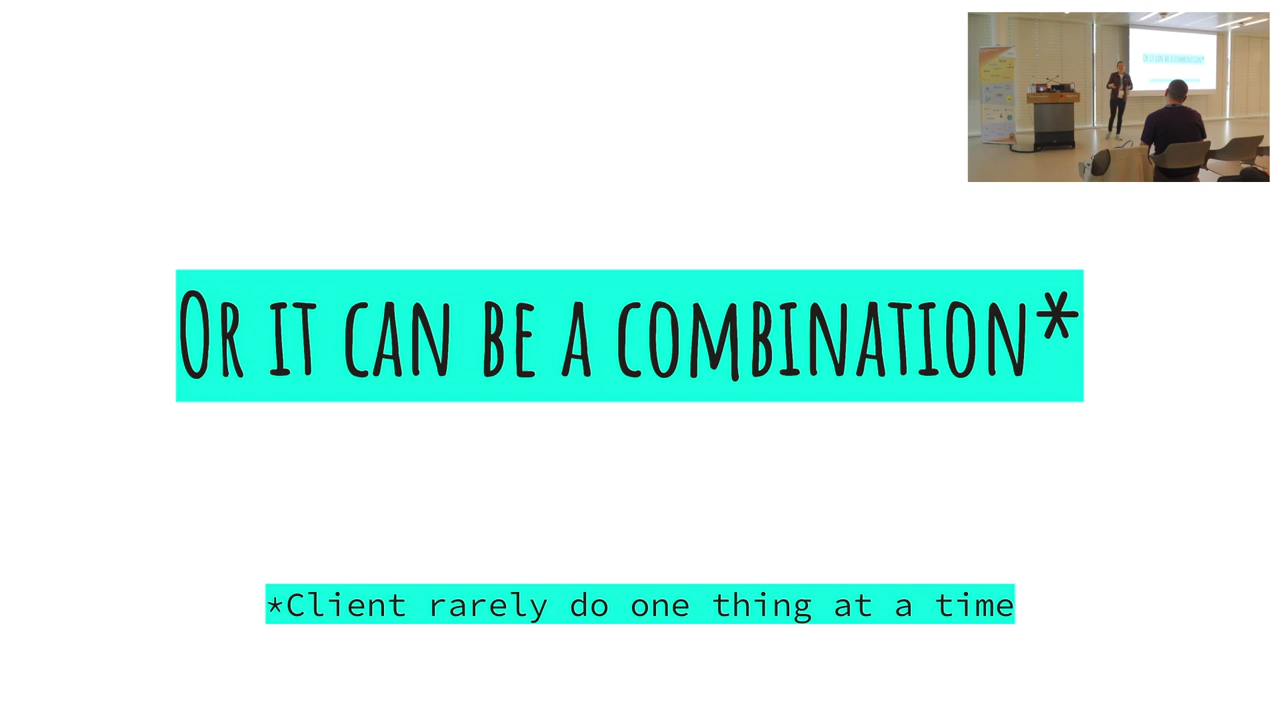 Or it can be a combination*
*Client rarely do one thing at a time